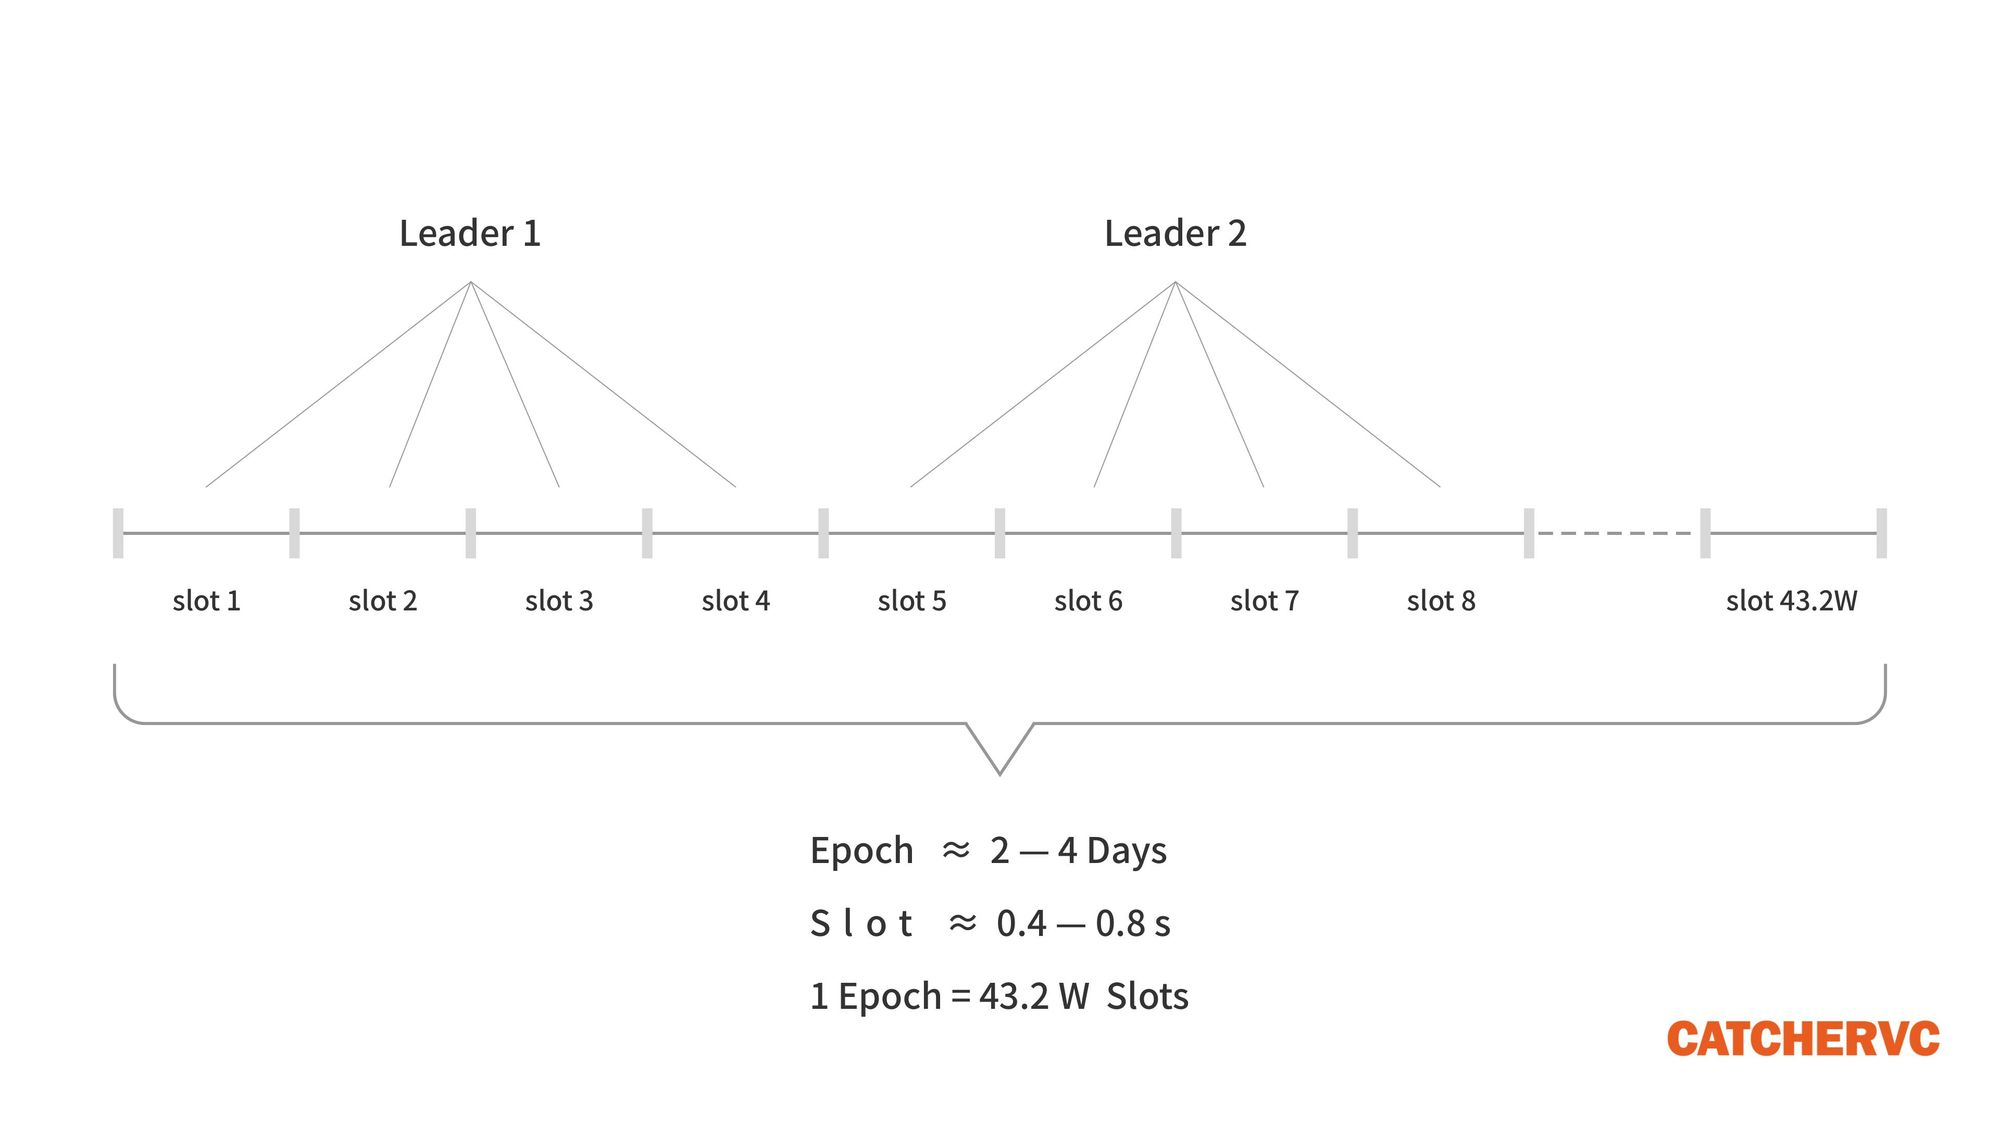 Leader 1 Leader 2
slot 1 slot 2 slot 3 slot 4 slot 5 slot 6 slot 7 slot 8 slot 43.2W
Epoch ≈ 2 — 4 Days
Slot ≈ 0.4 — 0.8 s
1 Epoch = 43.2 W Slots
CATCHERVC